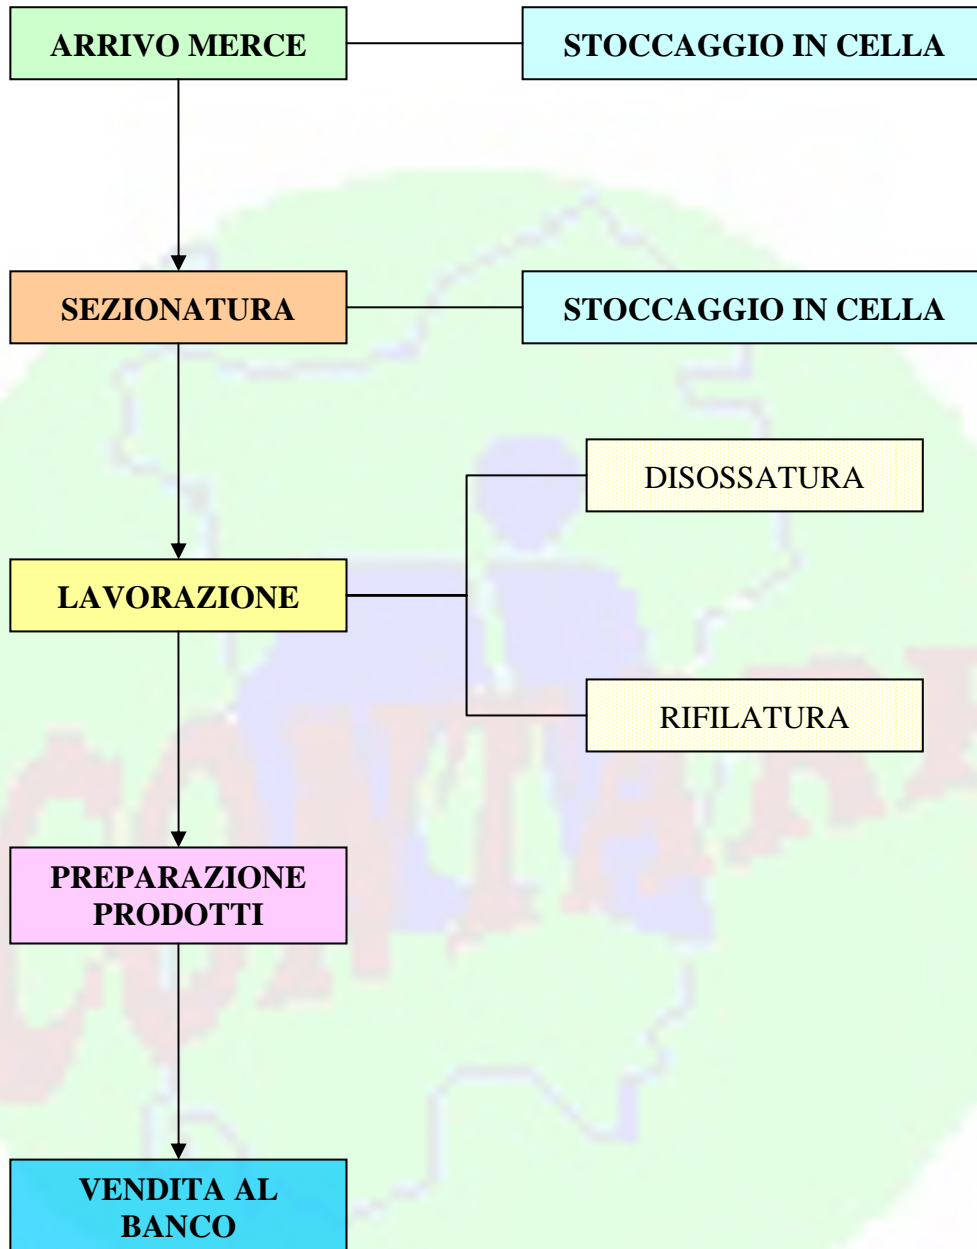 ARRIVO MERCE
STOCCAGGIO IN CELLA
SEZIONATURA
STOCCAGGIO IN CELLA
DISOSSATURA
LAVORAZIONE
RIFILATURA
PREPARAZIONE
PRODOTTI
VENDITA AL
BANCO